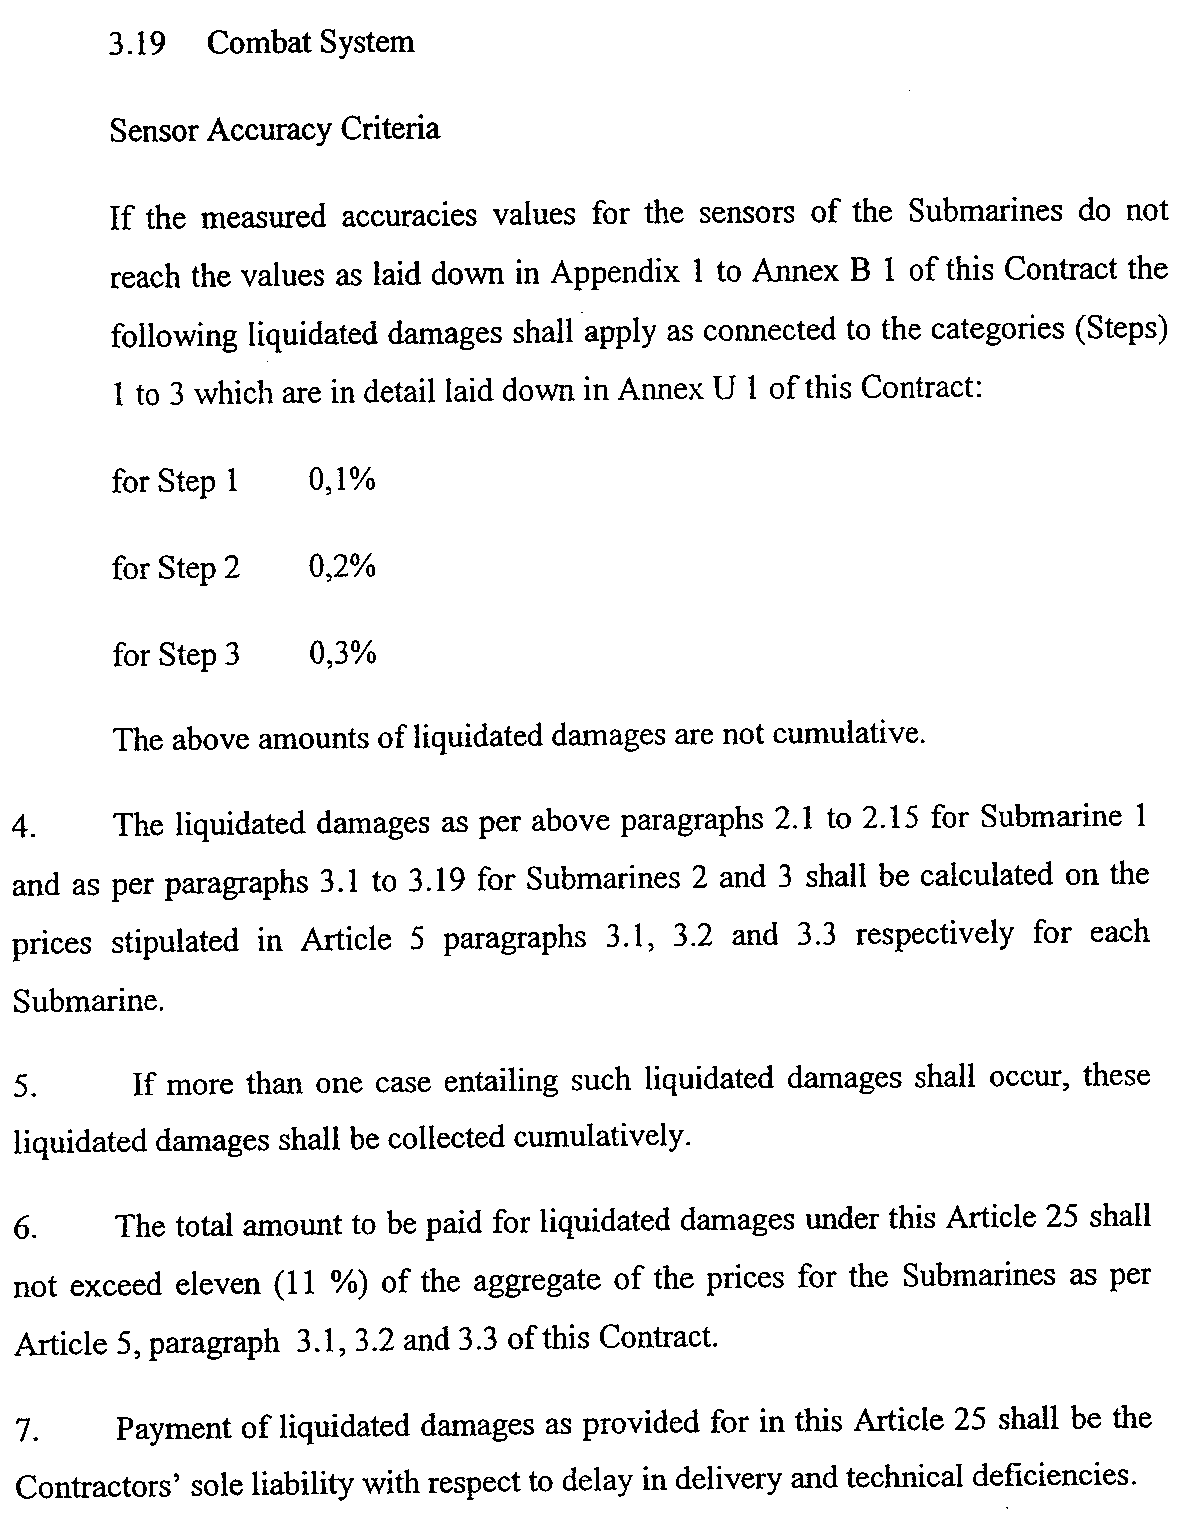 3.19 Combat System
Sensor Accuracy Criteria
If the measured accuracies values for the sensors of the Submarines do not
reach the values as laid down in Appendix 1 to Annex B 1 of this Contract the
following liquidated damages shall apply as connected to the categories (Steps)
1 to 3 which are in detail laid down in Annex U 1 of this Contract:
for Step 1 0,1%
for Step 2 0,2%
for Step 3 0,3%
The above amounts of liquidated damages are not cumulative.
4. The liquidated damages as per above paragraphs 2.1 to 2.15 for Submarine 1
and as per paragraphs 3.1 to 3.19 for Submarines 2 and 3 shall be calculated on the
prices stipulated in Article 5 paragraphs 3.1, 3.2 and 3.3 respectively for each
Submarine.
5. If more than one case entailing such liquidated damages shall occur, these
liquidated damages shall be collected cumulatively.
6. The total amount to be paid for liquidated damages under this Article 25 shall
not exceed eleven (11 %) of the aggregate of the prices for the Submarines as per
Article 5, paragraph 3.1, 3.2 and 3.3 of this Contract.
7. Payment of liquidated damages as provided for in this Article 25 shall be the
Contractors’ sole liability with respect to delay in delivery and technical deficiencies.